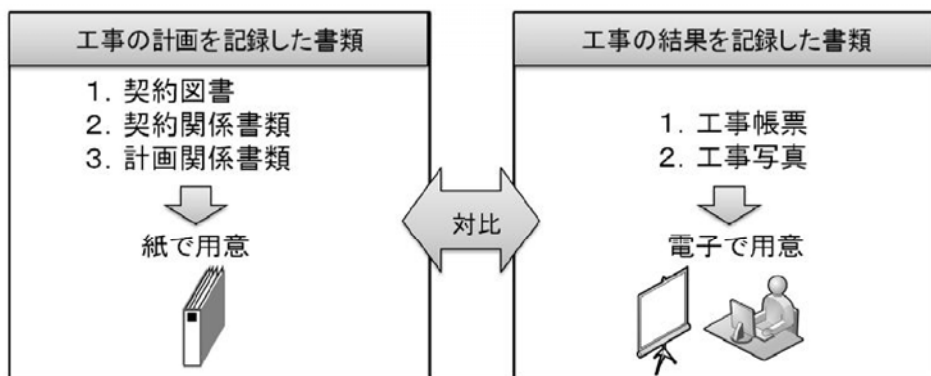 工事の計画を記録した書類
1. 契約図書
2. 契約関係書類
3. 計画関係書類
紙で用意
対比
工事の結果を記録した書類
1. 工事帳票
2. 工事写真
電子で用意